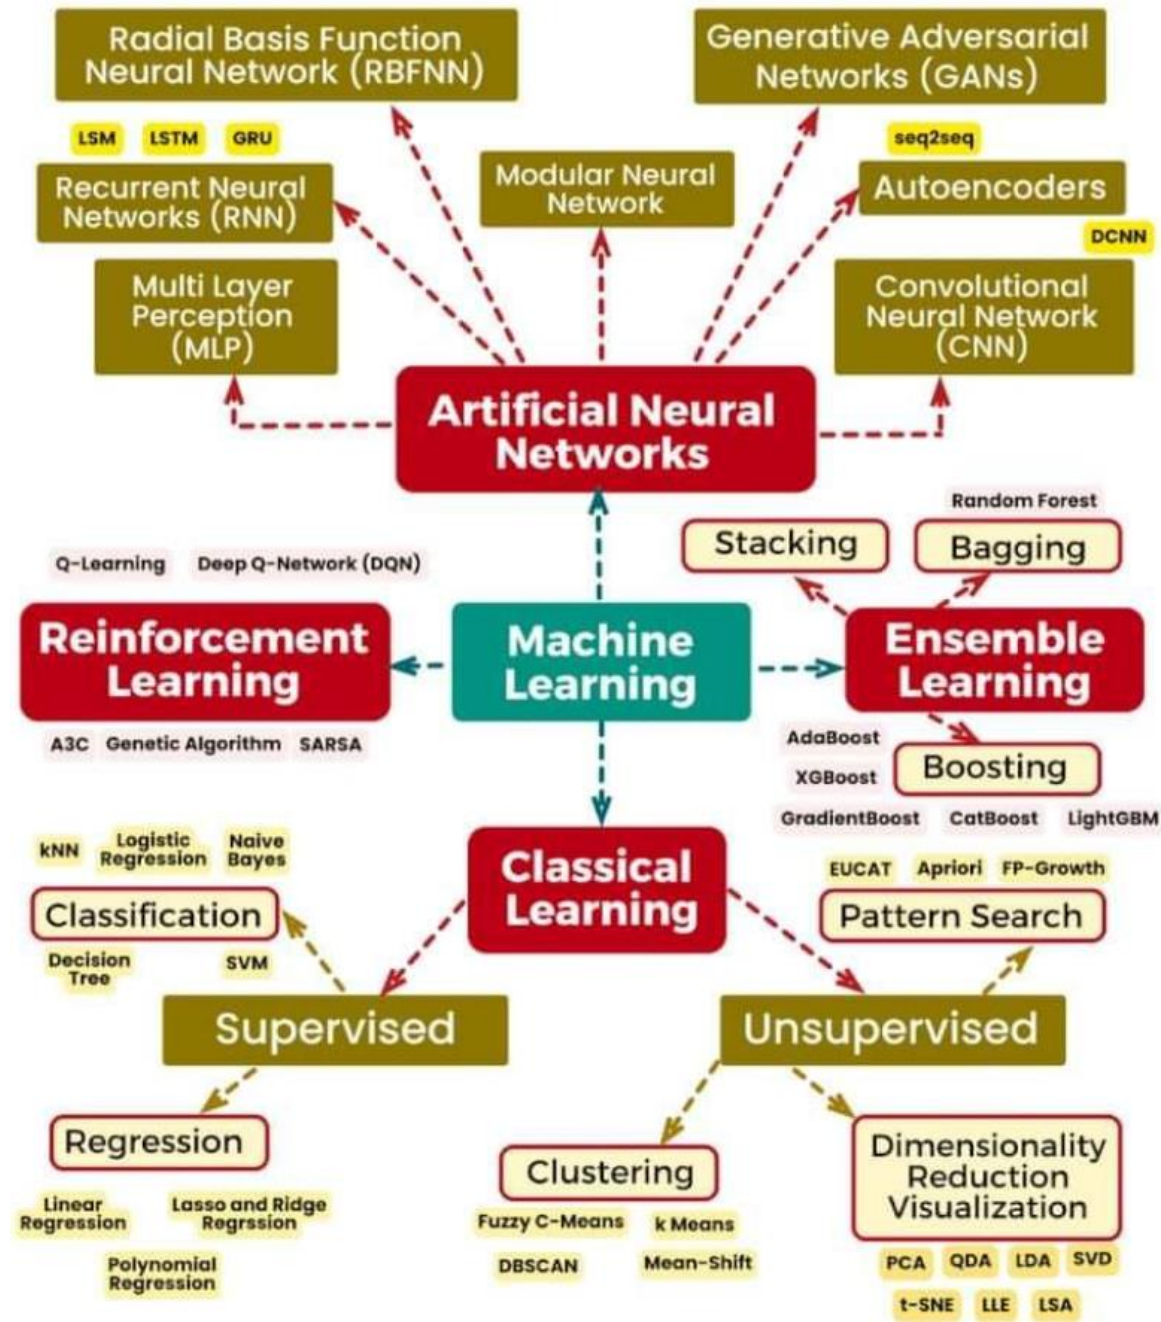 Radial Basis Function
Neural Network (RBFNN)
Generative Adversarial
Networks (GANs)
LSM LSTM GRU
seq2seq
Recurrent Neural
Networks (RNN)
Modular Neural
Network
Autoencoders
DCNN
Multi Layer
Perception
(MLP)
Convolutional
Neural Network
(CNN)
Artificial Neural
Networks
Random Forest
Stacking
Bagging
Q-Learning Deep Q-Network (DQN)
Reinforcement
Learning
Machine
Learning
Ensemble
Learning
A3C Genetic Algorithm SARSA
AdaBoost
XGBoost
Boosting
GradientBoost CatBoost LightGBM
kNN
Logistic
Regression
Naive
Bayes
Classification
Decision
Tree
SVM
Classical
Learning
EUCAT Apriori FP-Growth
Pattern Search
Supervised
Unsupervised
Regression
Linear
Regression
Lasso and Ridge
Regrssion
Polynomial
Regression
Clustering
Fuzzy C-Means k Means
DBSCAN Mean-Shift
Dimensionality
Reduction
Visualization
PCA QDA LDA SVD
t-SNE LLE LSA